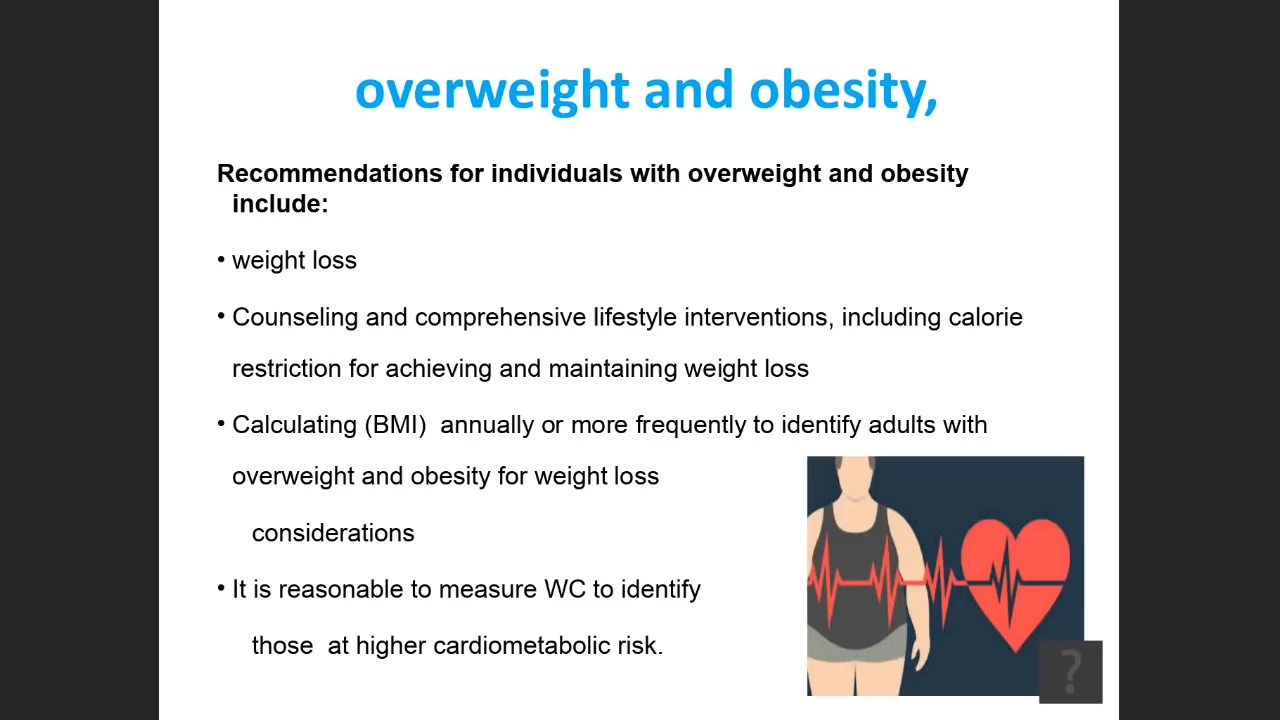 overweight and obesity,
Recommendations for individuals with overweight and obesity
include:
• weight loss
• Counseling and comprehensive lifestyle interventions, including calorie
restriction for achieving and maintaining weight loss
• Calculating (BMI)  annually or more frequently to identify adults with
overweight and obesity for weight loss
considerations
• It is reasonable to measure WC to identify
those  at higher cardiometabolic risk.
?